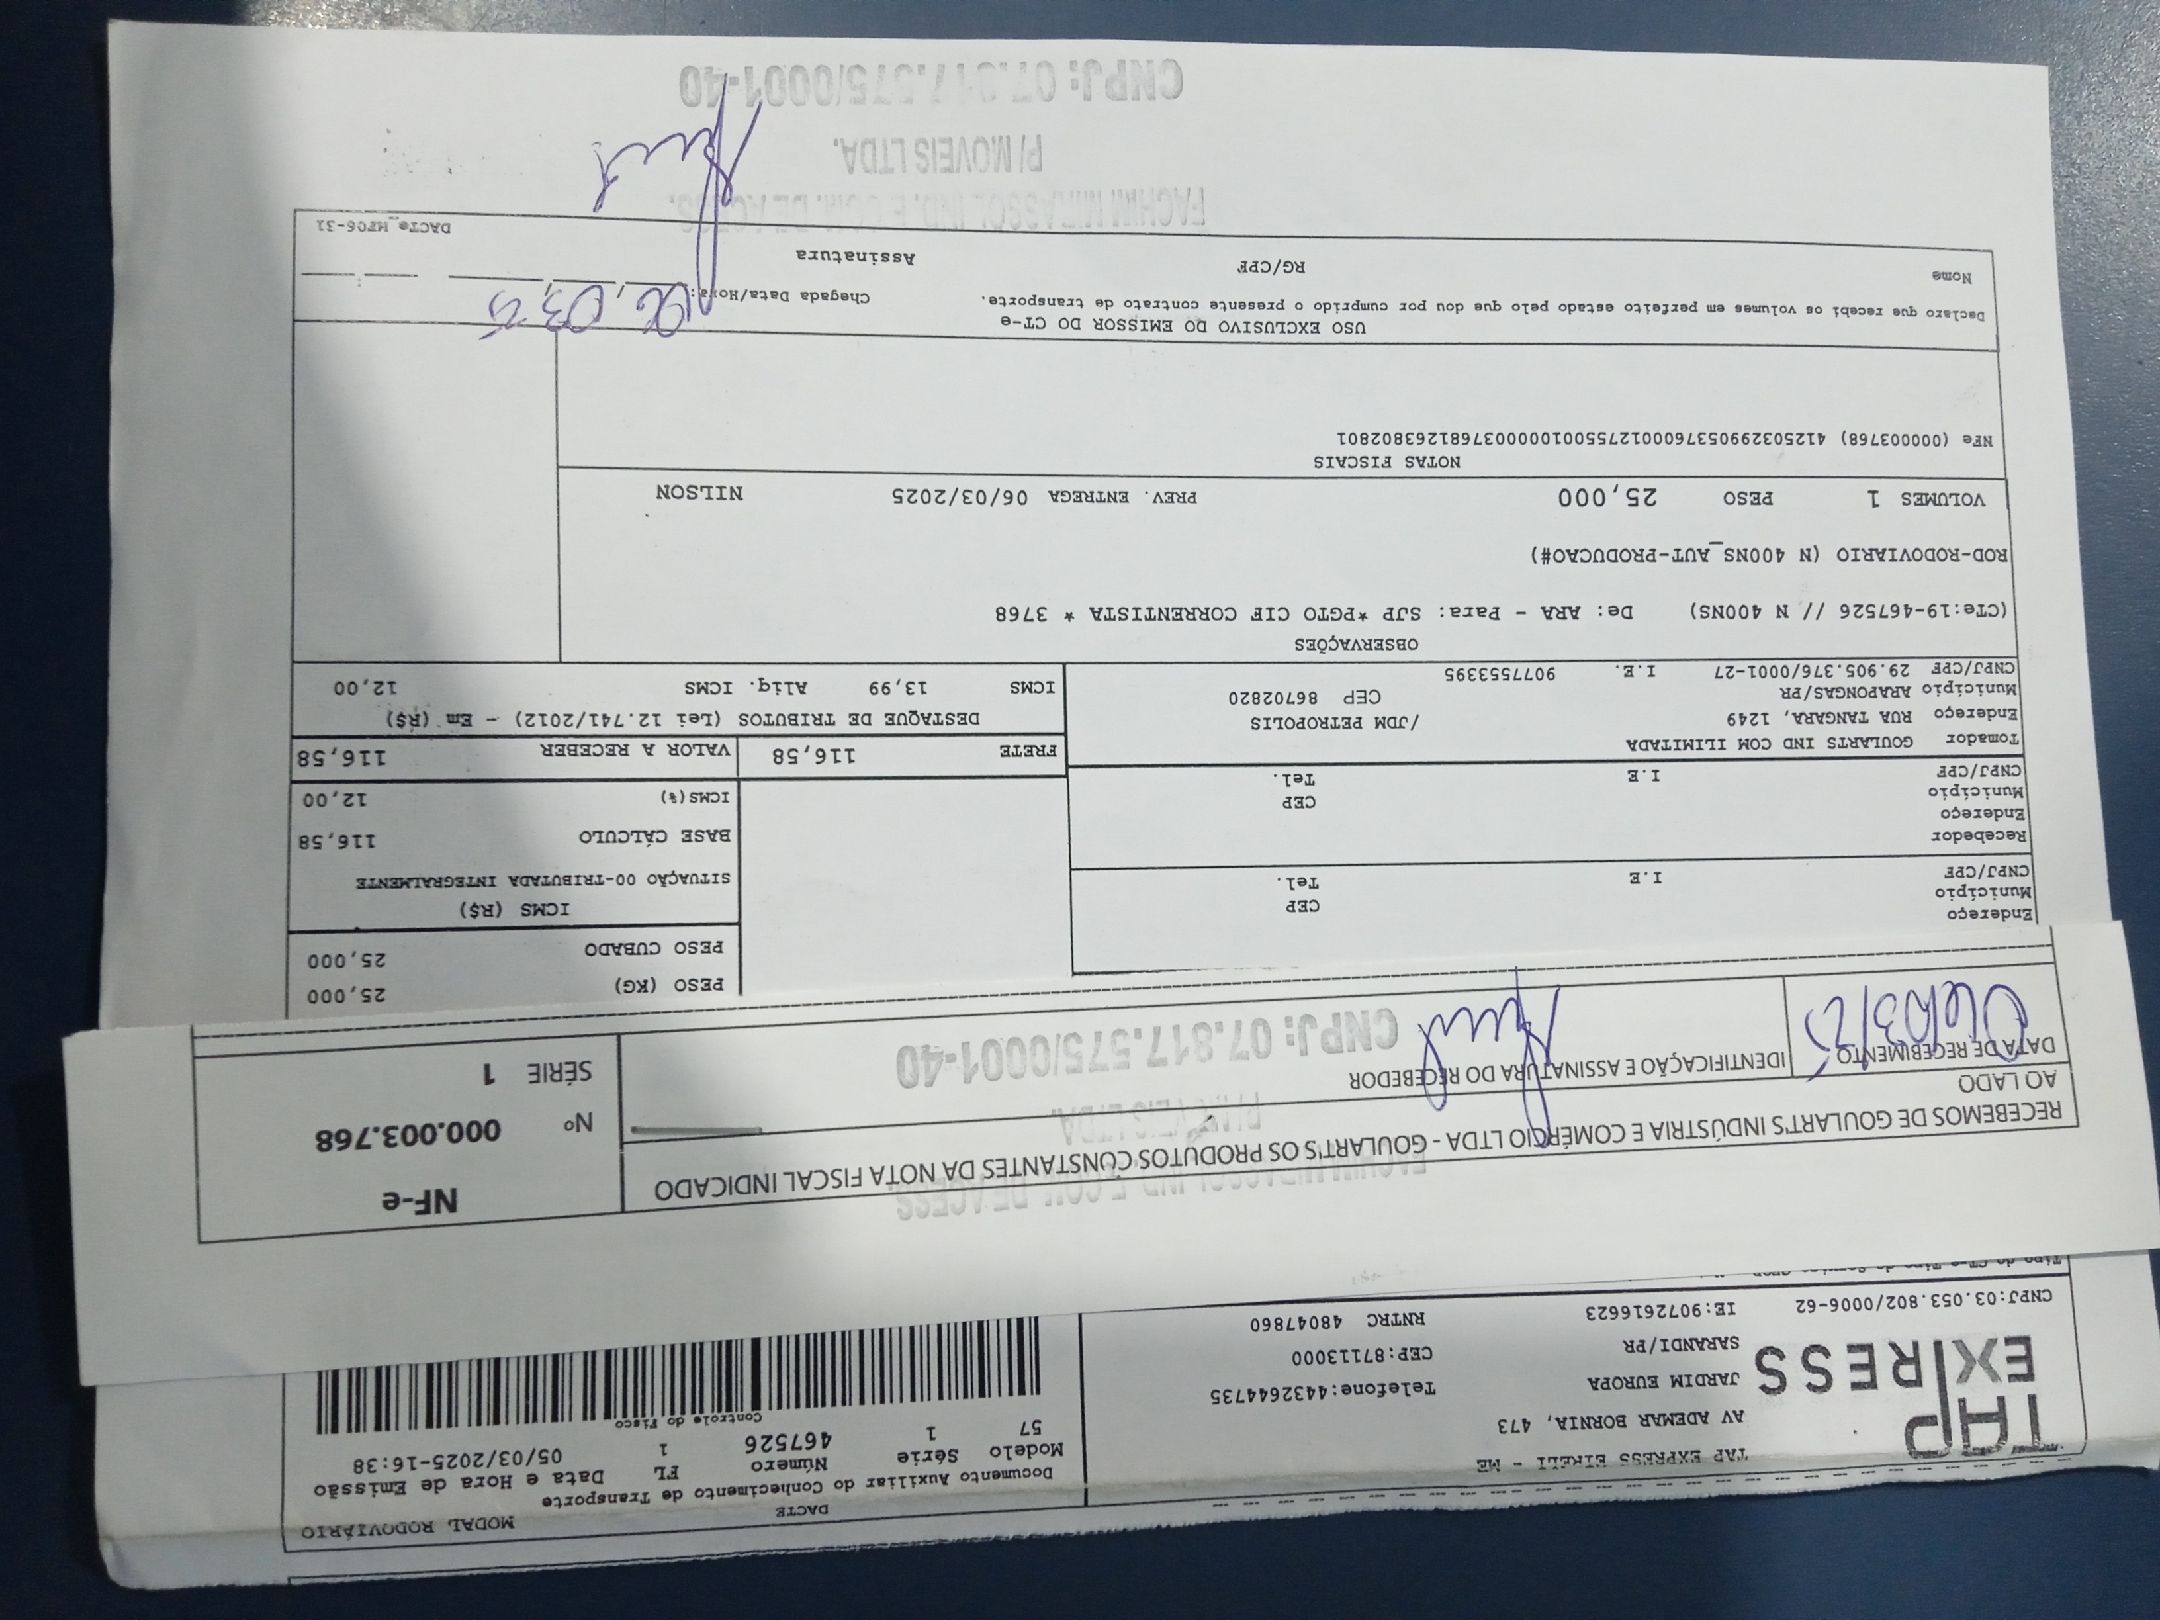 DACTE
MODAL RODOVIÁRIO
Documento Auxiliar do Conhecimento de Transporte
Modelo Série Número FL Data e Hora de Emissão
57 1 467526 1 05/03/2025-16:38
Controle do Fisco
TAP
EXPRESS
TAP EXPRESS EIRELI - ME
AV ADEMAR BORNIA, 473
JARDIM EUROPA Telefone:4432644735
SARANDI/PR CEP:87113000
CNPJ:03.053.802/0006-62 IE:9072616623 RNTRC 48047860
RECEBEMOS DE GOULART'S INDÚSTRIA E COMÉRCIO LTDA - GOULART'S OS PRODUTOS CONSTANTES DA NOTA FISCAL INDICADO
AO LADO
DATA DE RECEBIMENTO IDENTIFICAÇÃO E ASSINATURA DO RECEBEDOR
06/03/25
P/MOVEIS LTDA.
CNPJ: 07.817.575/0001-40
NF-e
Nº 000.003.768
SÉRIE 1
PESO (KG) 25,000
PESO CUBADO 25,000
ICMS (R$)
SITUAÇÃO 00-TRIBUTADA INTEGRALMENTE
BASE CÁLCULO 116,58
ICMS(%) 12,00
Endereço
Município CEP
CNPJ/CPF I.E Tel.
Recebedor
Endereço
Município CEP
CNPJ/CPF I.E Tel.
FRETE 116,58 VALOR A RECEBER 116,58
Tomador GOULARTS IND COM ILIMITADA
Endereço RUA TANGARA, 1249 /JDM PETROPOLIS
Município ARAPONGAS/PR CEP 86702820
CNPJ/CPF 29.905.376/0001-27 I.E. 9077553395
DESTAQUE DE TRIBUTOS (Lei 12.741/2012) - Em (R$)
ICMS 13,99 Aliq. ICMS 12,00
OBSERVAÇÕES
(CTe:19-467526 // N 400NS) De: ARA - Para: SJP *PGTO CIF CORRENTISTA * 3768
ROD-RODOVIARIO (N 400NS_AUT-PRODUCAO#)
VOLUMES 1 PESO 25,000 PREV. ENTREGA 06/03/2025 NILSON
NOTAS FISCAIS
NFe (000003768) 41250329905376000127550010000037681263802801
USO EXCLUSIVO DO EMISSOR DO CT-e
Declaro que recebi os volumes em perfeito estado pelo que dou por cumprido o presente contrato de transporte.
Chegada Data/Hora: 06/03/25
Nome RG/CPF Assinatura
DACTe_MF06-31
P/MOVEIS LTDA.
CNPJ: 07.817.575/0001-40